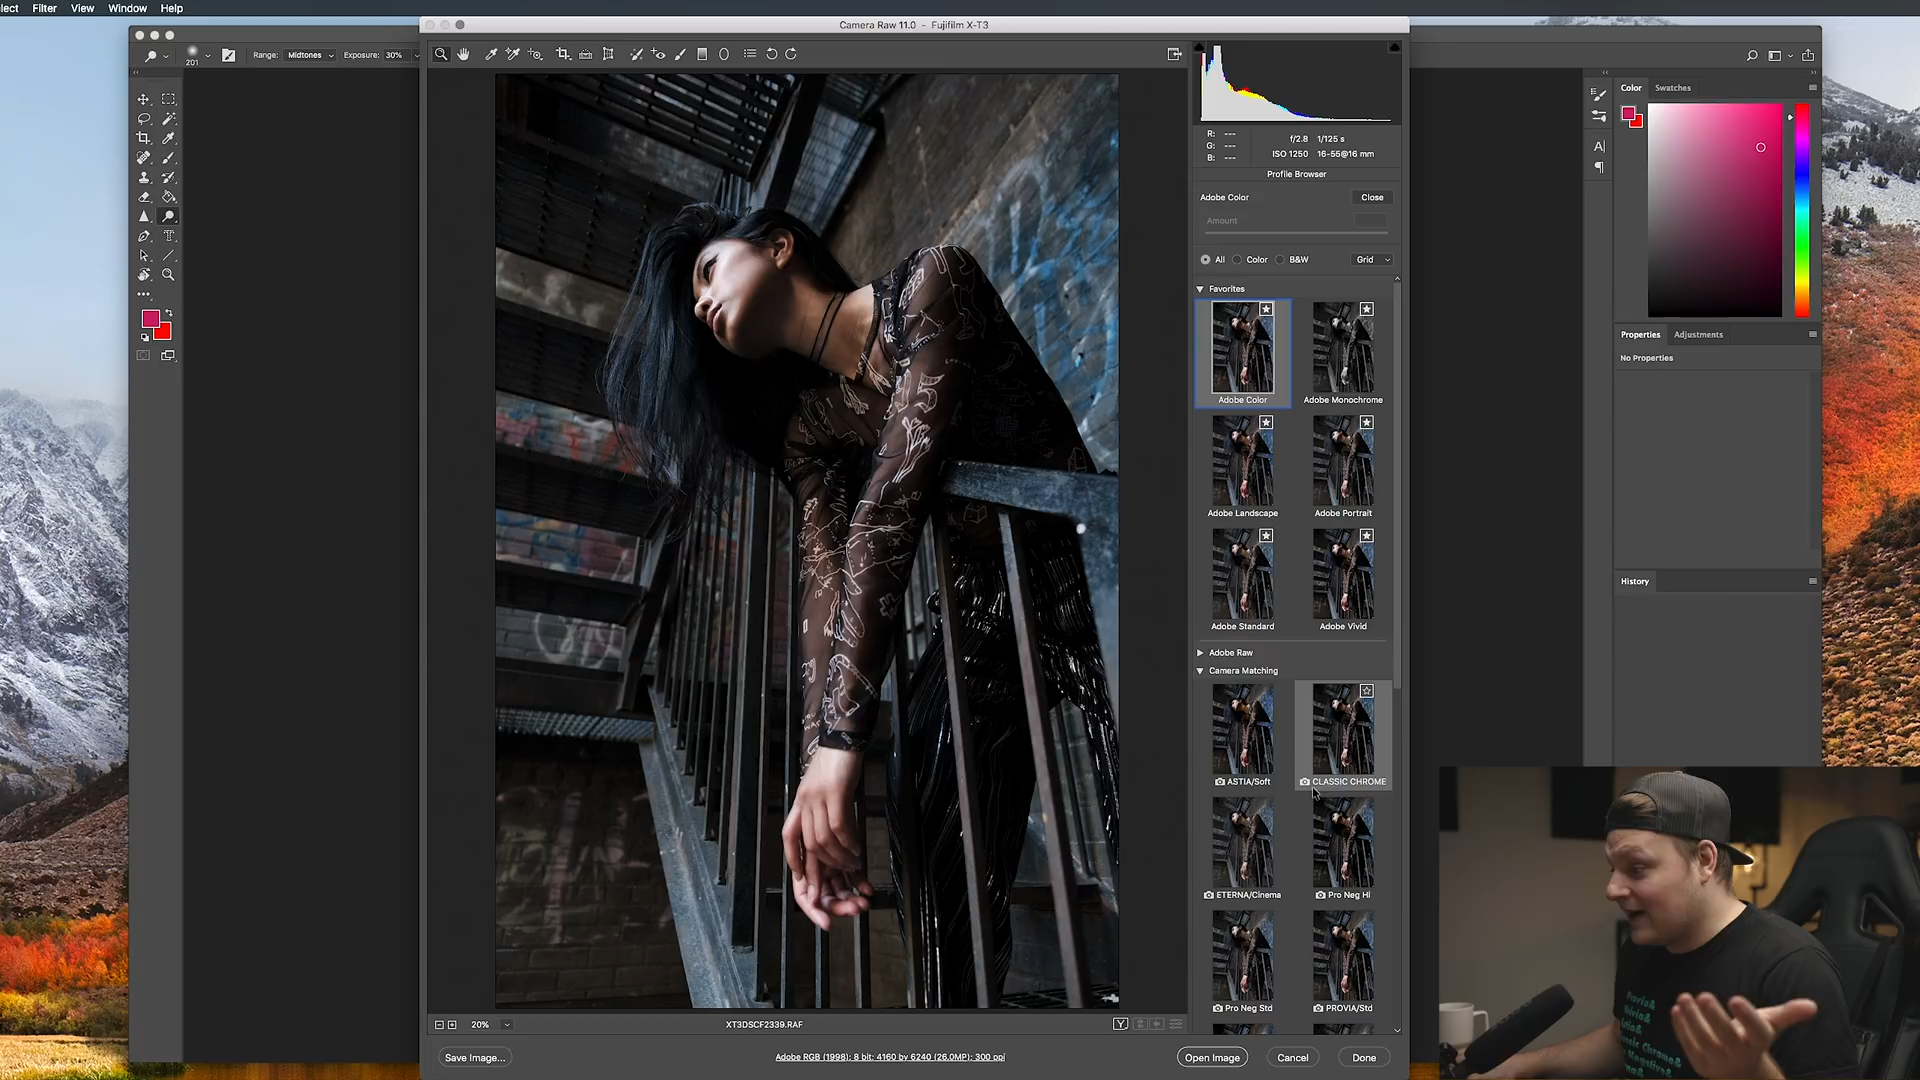 lect Filter View Window Help
Camera Raw 11.0 - Fujifilm X-T3
201 Range: Midtones Exposure: 30%
R: --- f/2.8 1/125 s
G: ---
B: --- ISO 1250 16-55@16 mm
Profile Browser
Adobe Color Close
Amount
All Color B&W Grid
Favorites
Adobe Color Adobe Monochrome
Adobe Landscape Adobe Portrait
Adobe Standard Adobe Vivid
Adobe Raw
Camera Matching
ASTIA/Soft CLASSIC CHROME
ETERNA/Cinema Pro Neg Hi
Pro Neg Std PROVIA/Std
Color Swatches
Properties Adjustments
No Properties
History
20% XT3DSCF2339.RAF
Save Image... Adobe RGB (1998); 8 bit; 4160 by 6240 (26.0MP); 300 ppi Open Image Cancel Done